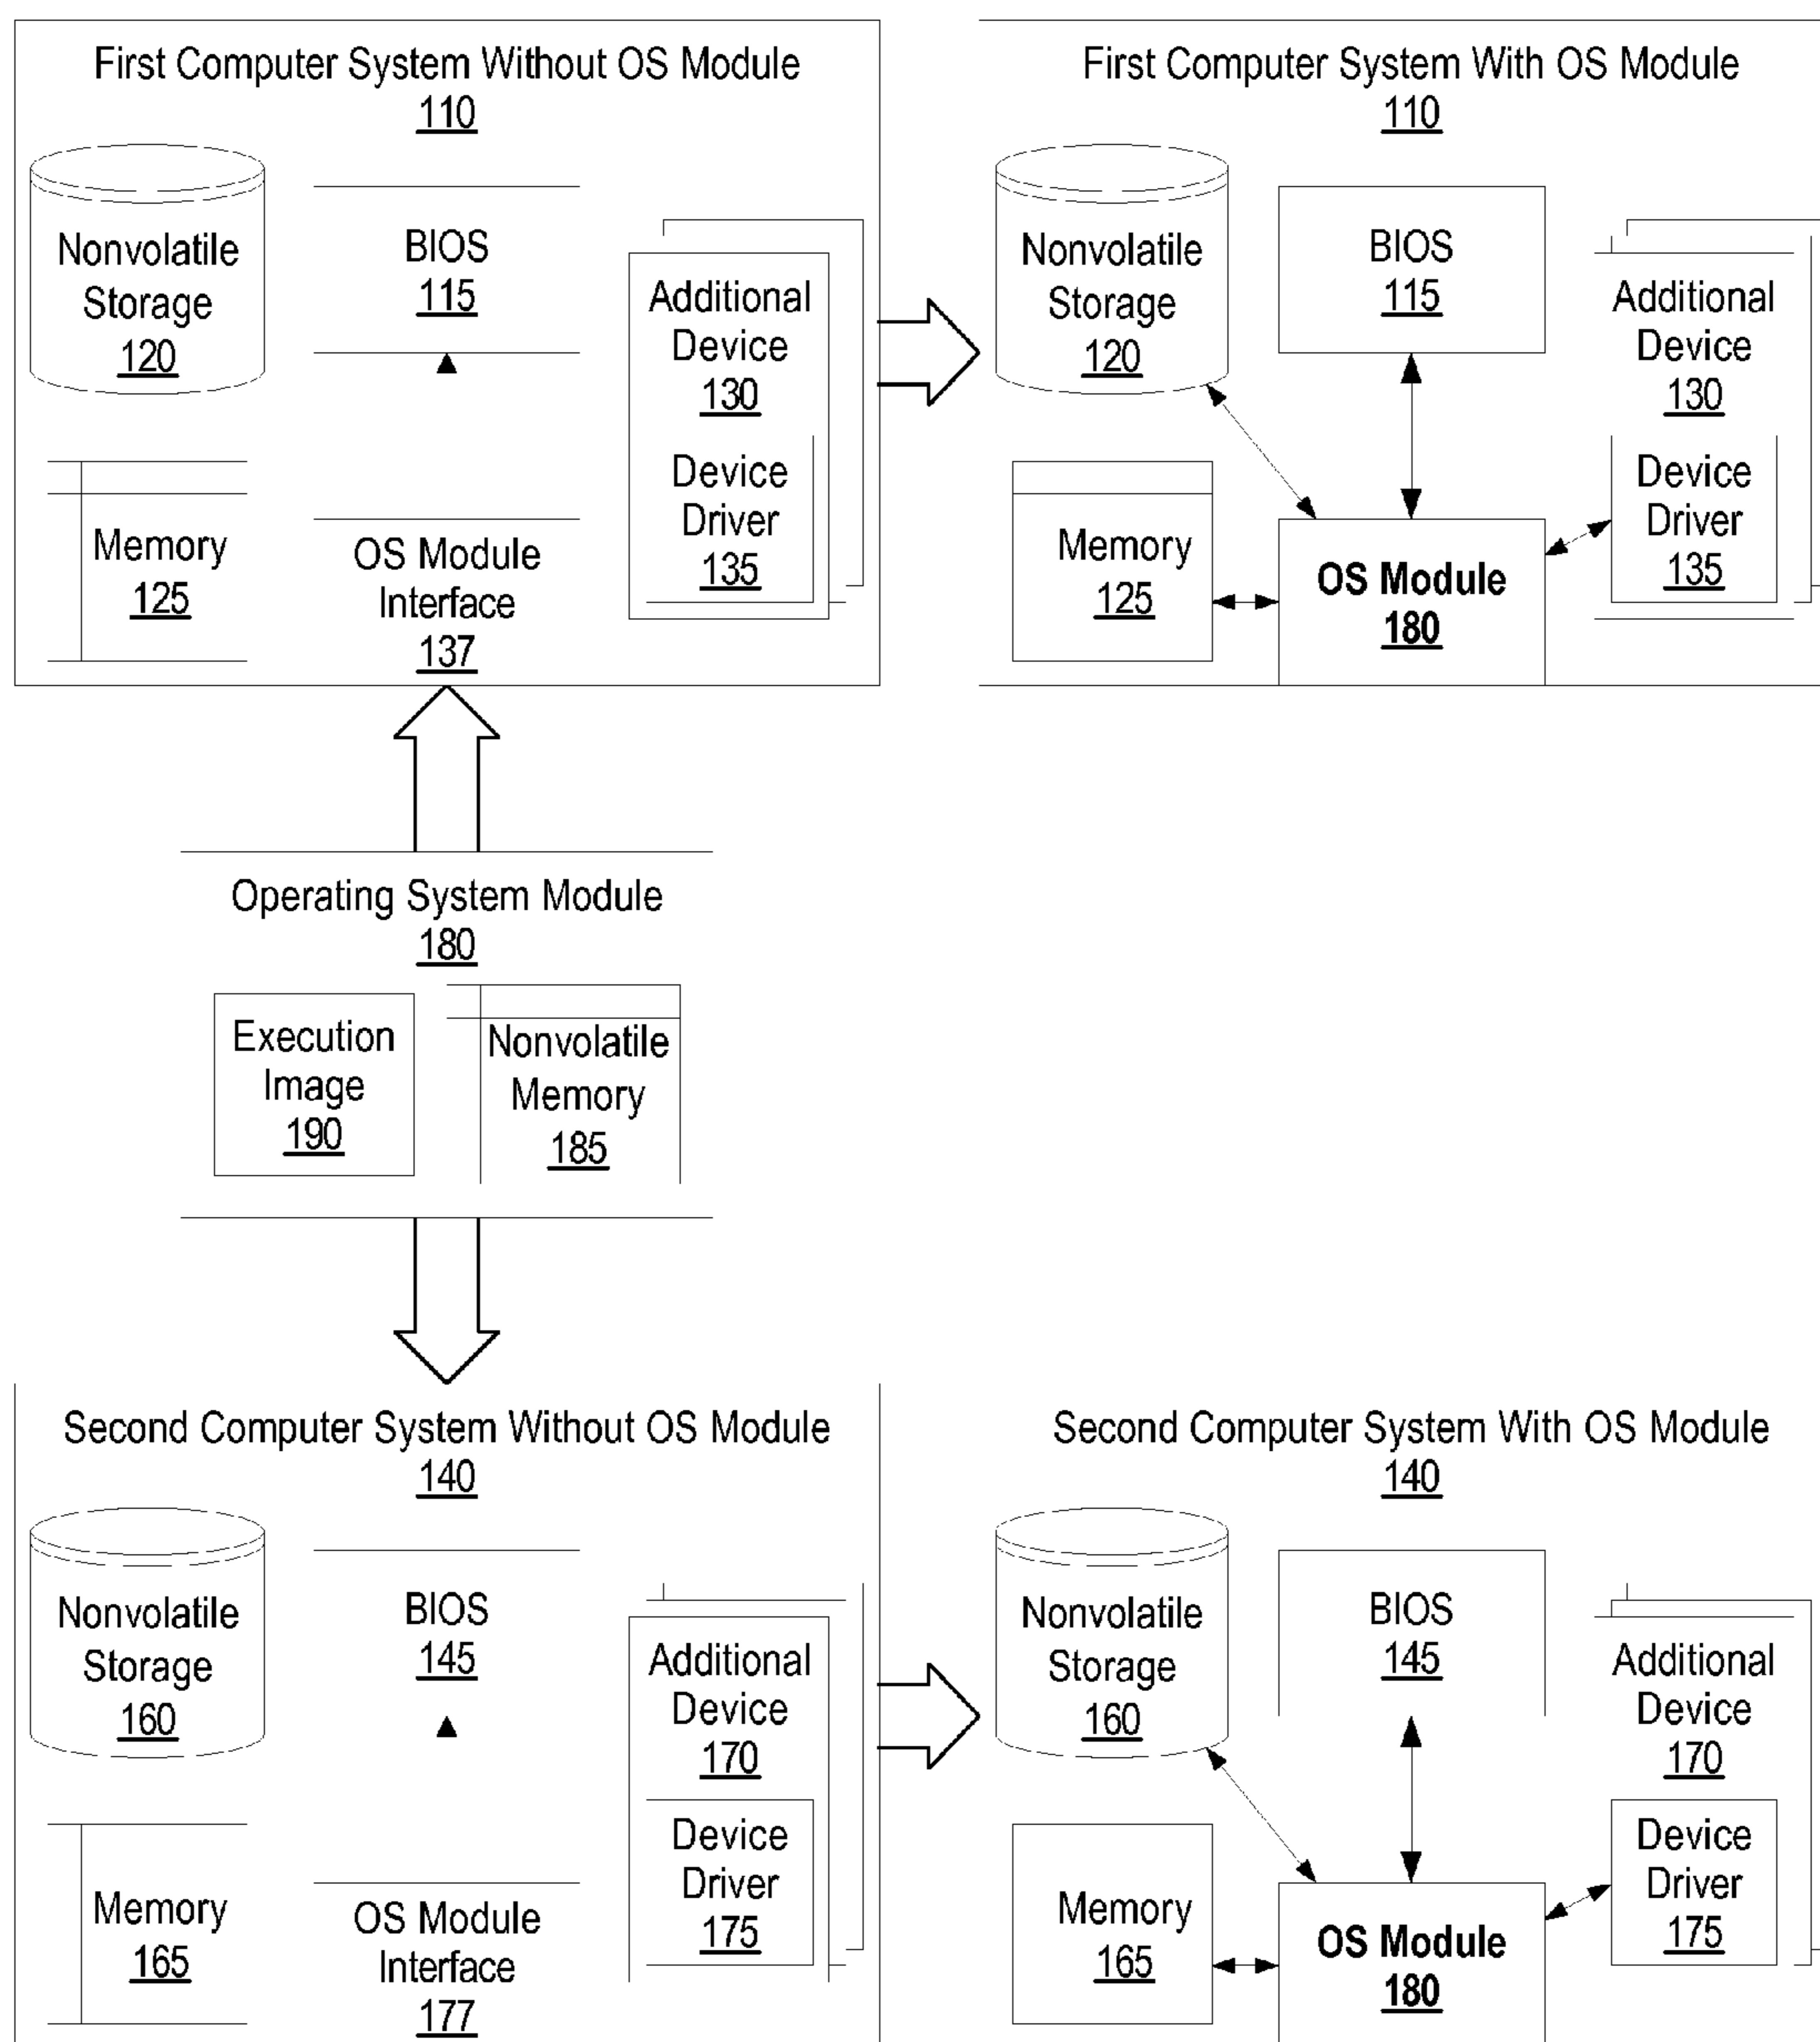 First Computer System Without OS Module
110
Nonvolatile
Storage
120
BIOS
115
Additional
Device
130
Device
Driver
135
Memory
125
OS Module
Interface
137
First Computer System With OS Module
110
Nonvolatile
Storage
120
BIOS
115
Additional
Device
130
Device
Driver
135
Memory
125
OS Module
180
Operating System Module
180
Execution
Image
190
Nonvolatile
Memory
185
Second Computer System Without OS Module
140
Nonvolatile
Storage
160
BIOS
145
Additional
Device
170
Device
Driver
175
Memory
165
OS Module
Interface
177
Second Computer System With OS Module
140
Nonvolatile
Storage
160
BIOS
145
Additional
Device
170
Device
Driver
175
Memory
165
OS Module
180